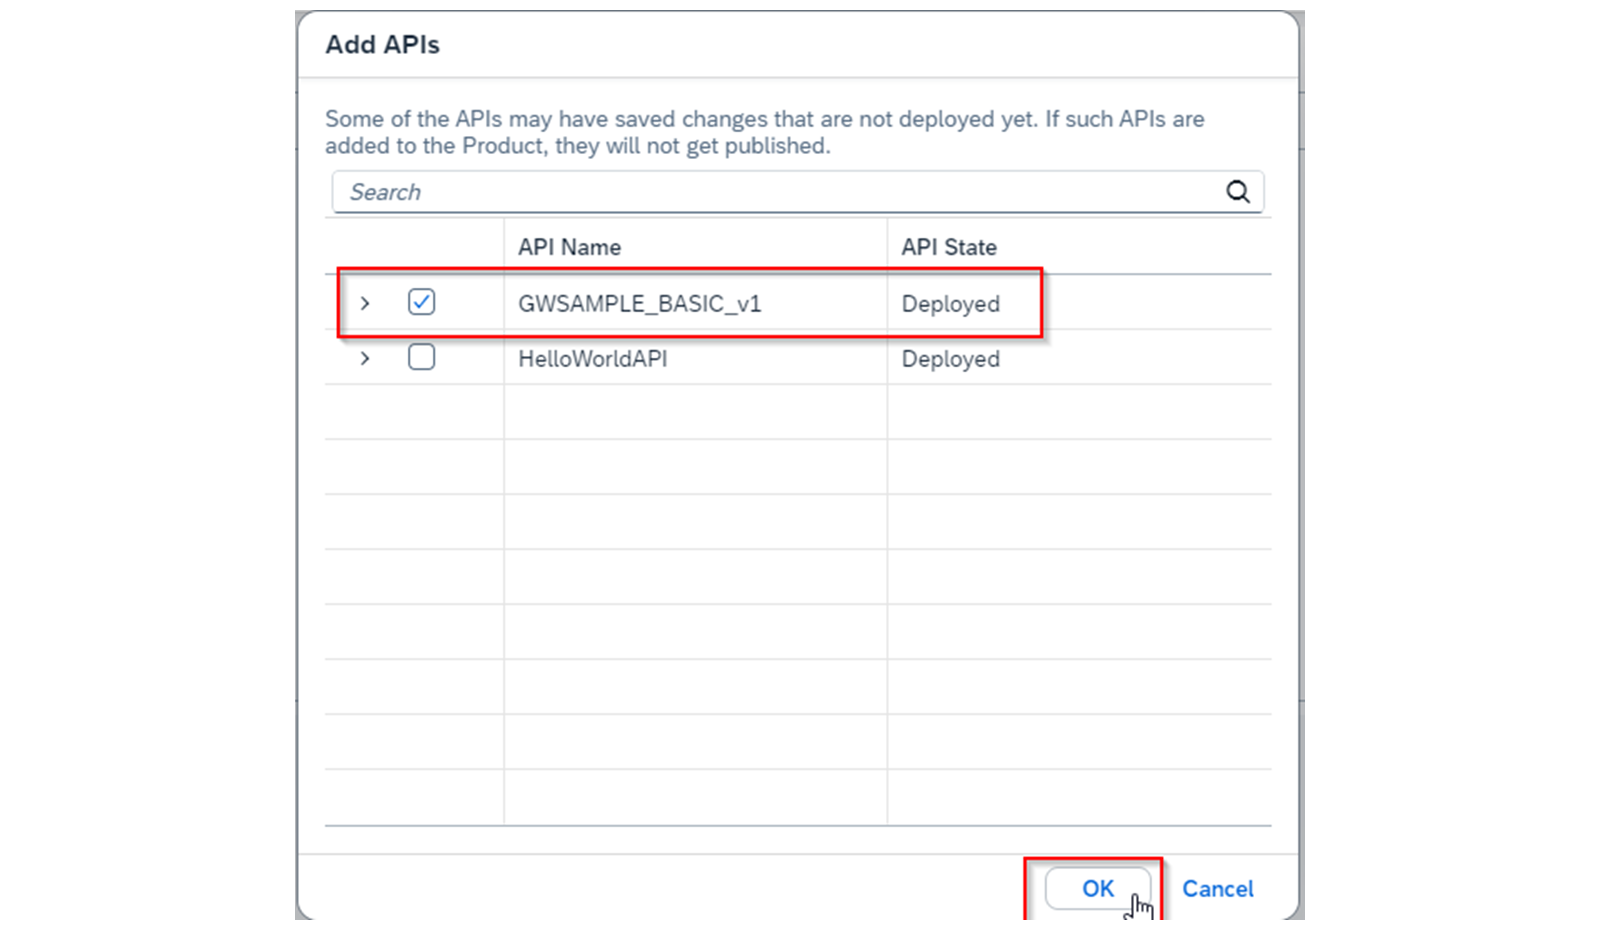 Add APIs
Some of the APIs may have saved changes that are not deployed yet. If such APIs are
added to the Product, they will not get published.
Search
API Name API State
GWSAMPLE_BASIC_v1 Deployed
HelloWorldAPI Deployed
OK Cancel